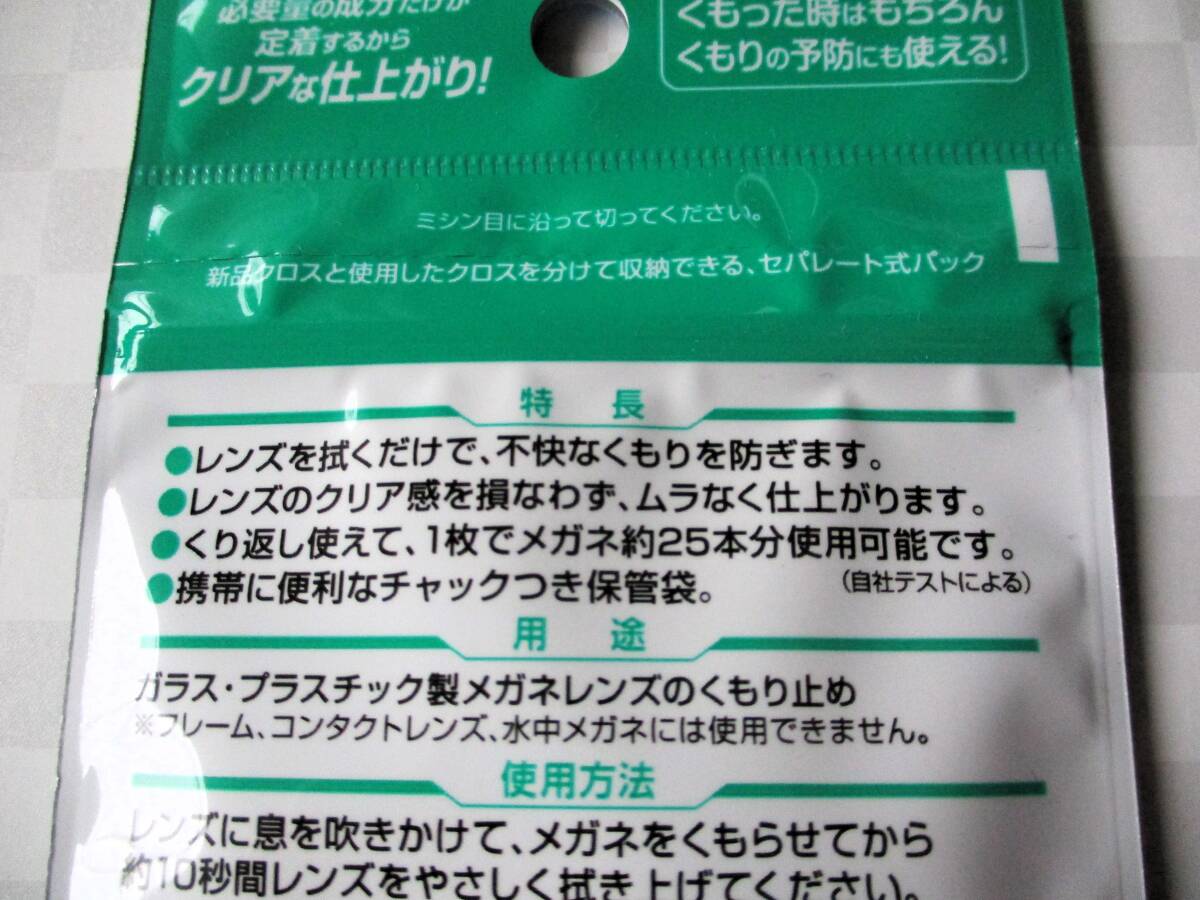 必要量の成分だけが
定着するから
クリアな仕上がり!
くもった時はもちろん
くもりの予防にも使える!
ミシン目に沿って切ってください。
新品クロスと使用したクロスを分けて収納できる、セパレート式パック
特 長
●レンズを拭くだけで、不快なくもりを防ぎます。
●レンズのクリア感を損なわず、ムラなく仕上がります。
●くり返し使えて、1枚でメガネ約25本分使用可能です。
●携帯に便利なチャックつき保管袋。 (自社テストによる)
用 途
ガラス・プラスチック製メガネレンズのくもり止め
※フレーム、コンタクトレンズ、水中メガネには使用できません。
使用方法
レンズに息を吹きかけて、メガネをくもらせてから
約10秒間レンズをやさしく拭き上げてください。